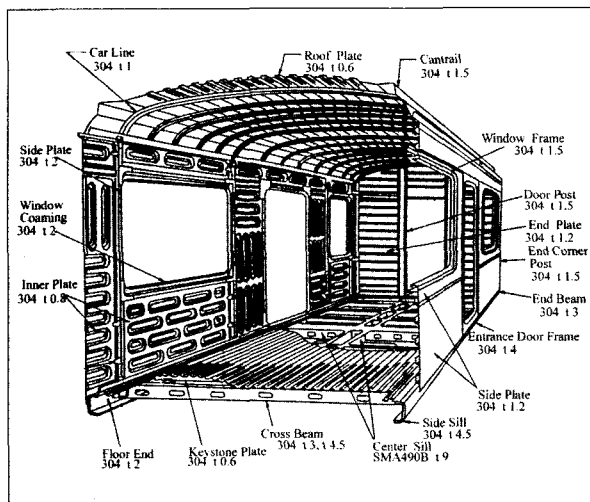 Car Line
304 t 1
Roof Plate
304 t 0.6
Cantrail
304 t 1.5
Side Plate
304 t 2
Window Frame
304 t 1.5
Window
Coaming
304 t 2
Door Post
304 t 1.5
End Plate
304 t 1.2
End Corner
Post
304 t 1.5
Inner Plate
304 t 0.8
End Beam
304 t 3
Entrance Door Frame
304 t 4
Side Plate
304 t 1.2
Side Sill
304 t 4.5
Cross Beam
304 t 3, t 4.5
Center Sill
SMA490B t 9
Floor End
304 t 2
Keystone Plate
304 t 0.6